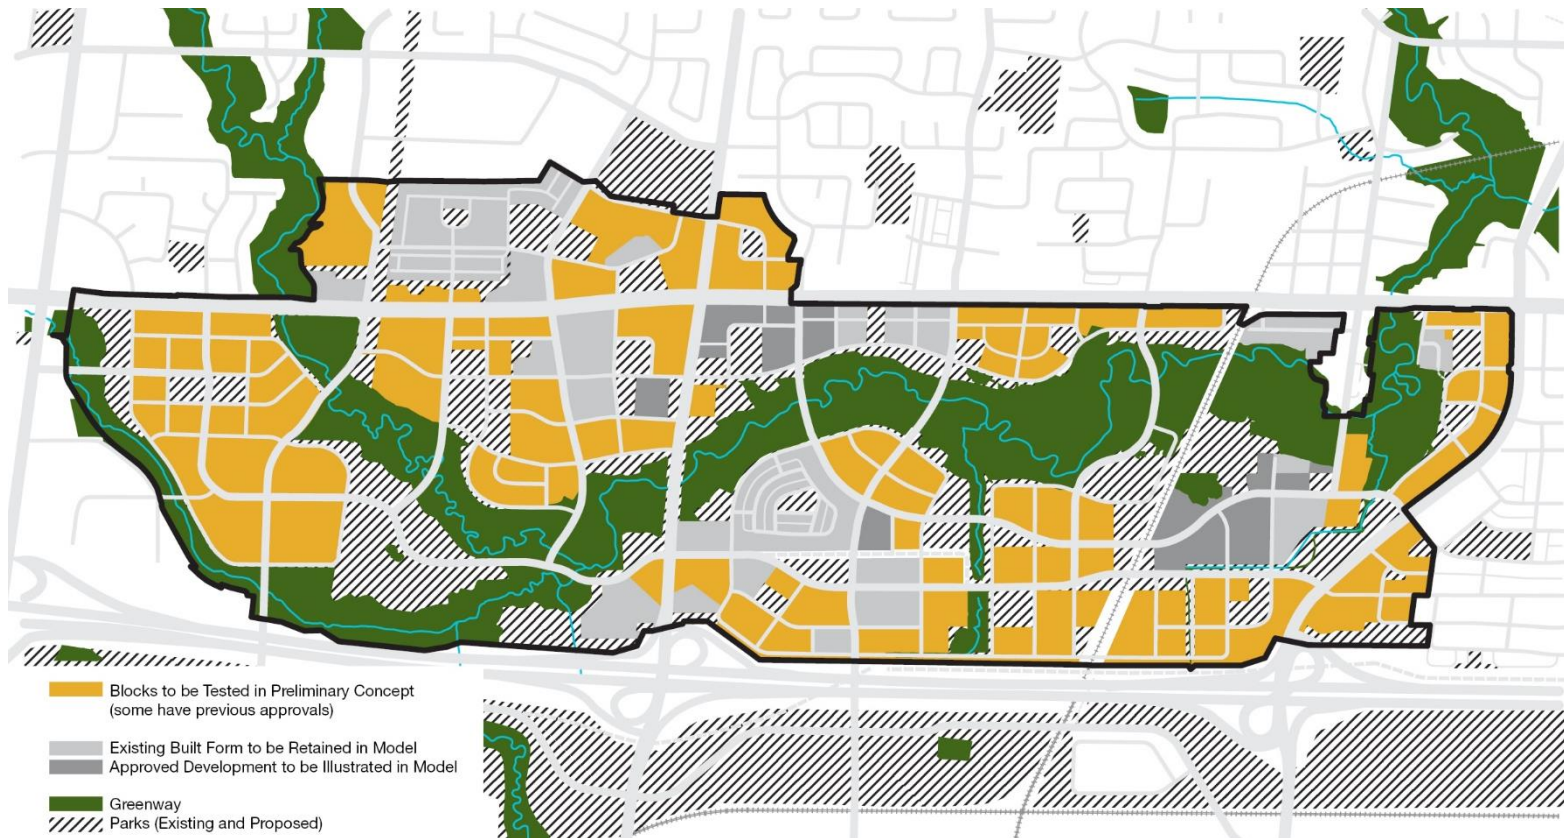 Blocks to be Tested in Preliminary Concept
(some have previous approvals)
Existing Built Form to be Retained in Model
Approved Development to be Illustrated in Model
Greenway
Parks (Existing and Proposed)